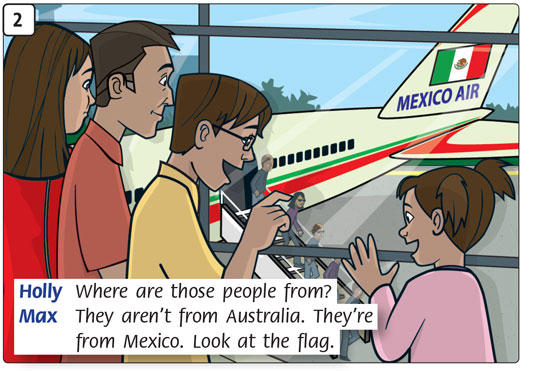 2
MEXICO AIR
Holly Where are those people from?
Max They aren't from Australia. They're
from Mexico. Look at the flag.